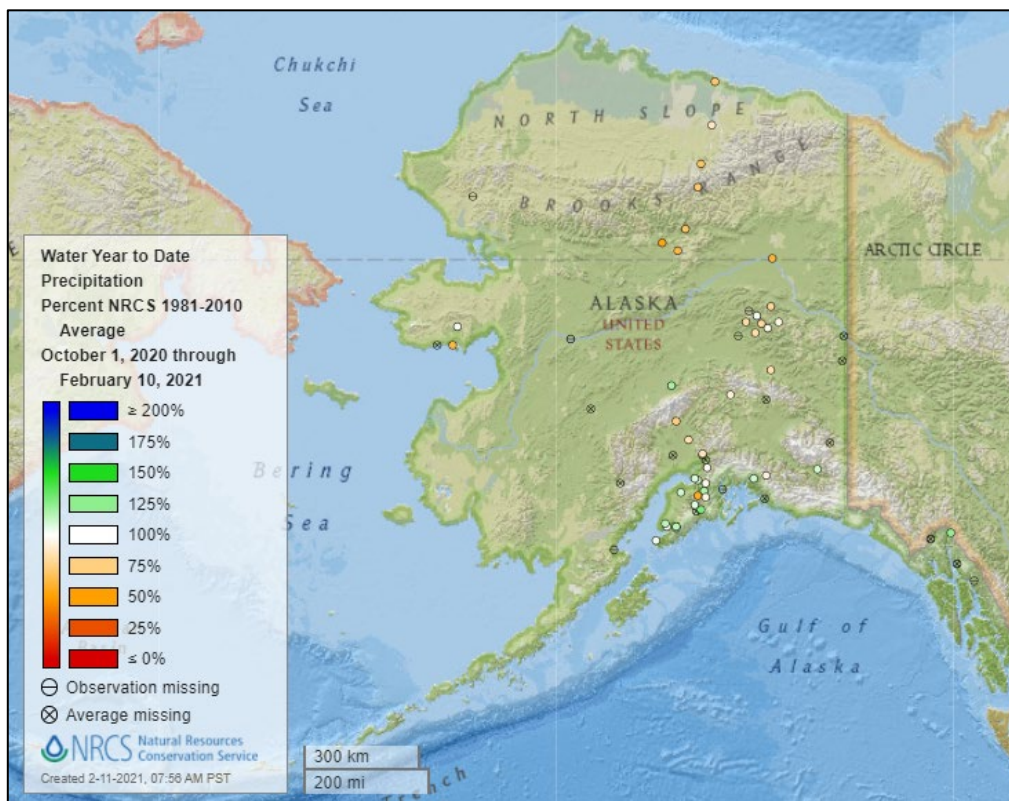 Chukchi
Sea
NORTH SLOPE
BROOKS RANGE
ARCTIC CIRCLE
ALASKA
UNITED
STATES
Bering
Sea
Gulf of
Alaska
Trench
Water Year to Date
Precipitation
Percent NRCS 1981-2010
Average
October 1, 2020 through
February 10, 2021
≥ 200%
175%
150%
125%
100%
75%
50%
25%
≤ 0%
Observation missing
Average missing
NRCS Natural Resources
Conservation Service
Created 2-11-2021, 07:56 AM PST
300 km
200 mi